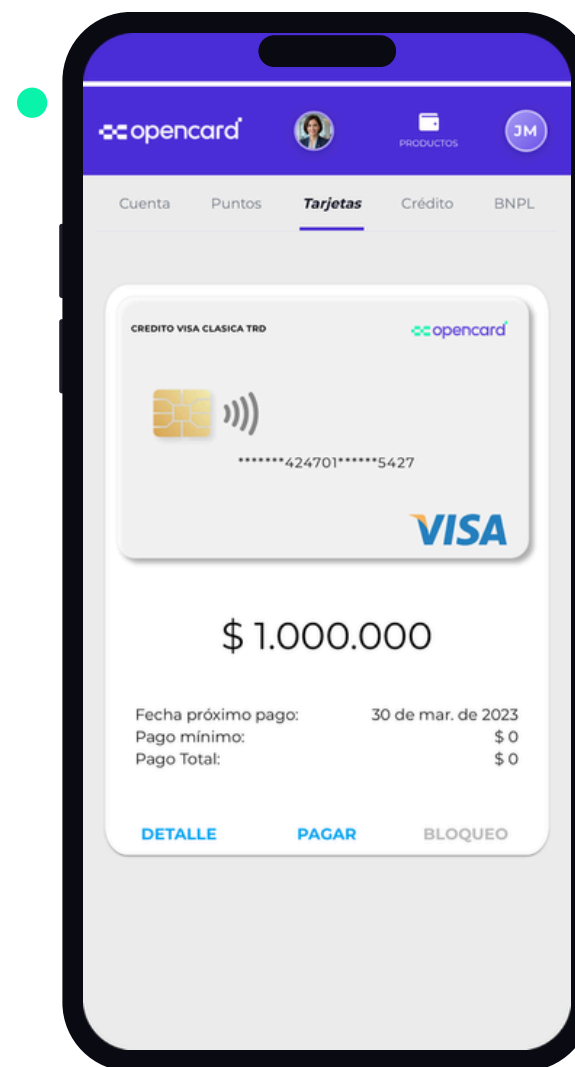 opencard
PRODUCTOS
JM
Cuenta Puntos Tarjetas Crédito BNPL
CREDITO VISA CLASICA TRD
opencard
*******424701******5427
VISA
$ 1.000.000
Fecha próximo pago: 30 de mar. de 2023
Pago mínimo: $ 0
Pago Total: $ 0
DETALLE PAGAR BLOQUEO